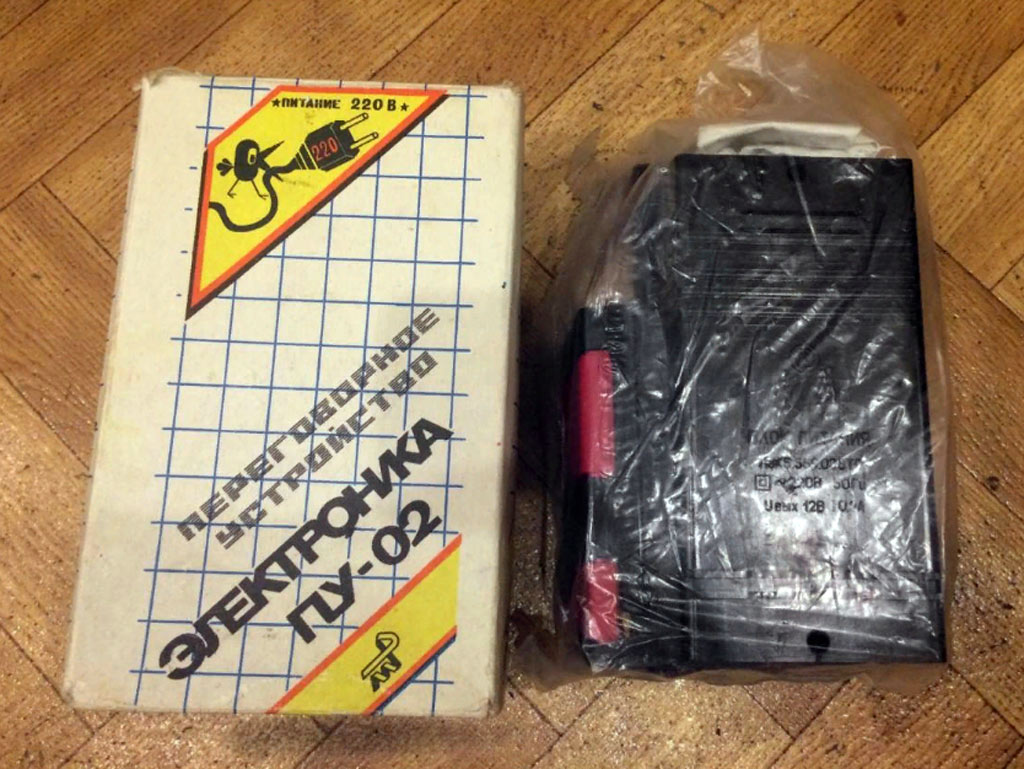 ★ПИТАНИЕ 220 В★
220
ПЕРЕГОВОРНОЕ
УСТРОЙСТВО
ЭЛЕКТРОНИКА
ПУ-02
БЛОК ПИТАНИЯ
~220В 50Гц
Uвых 12В